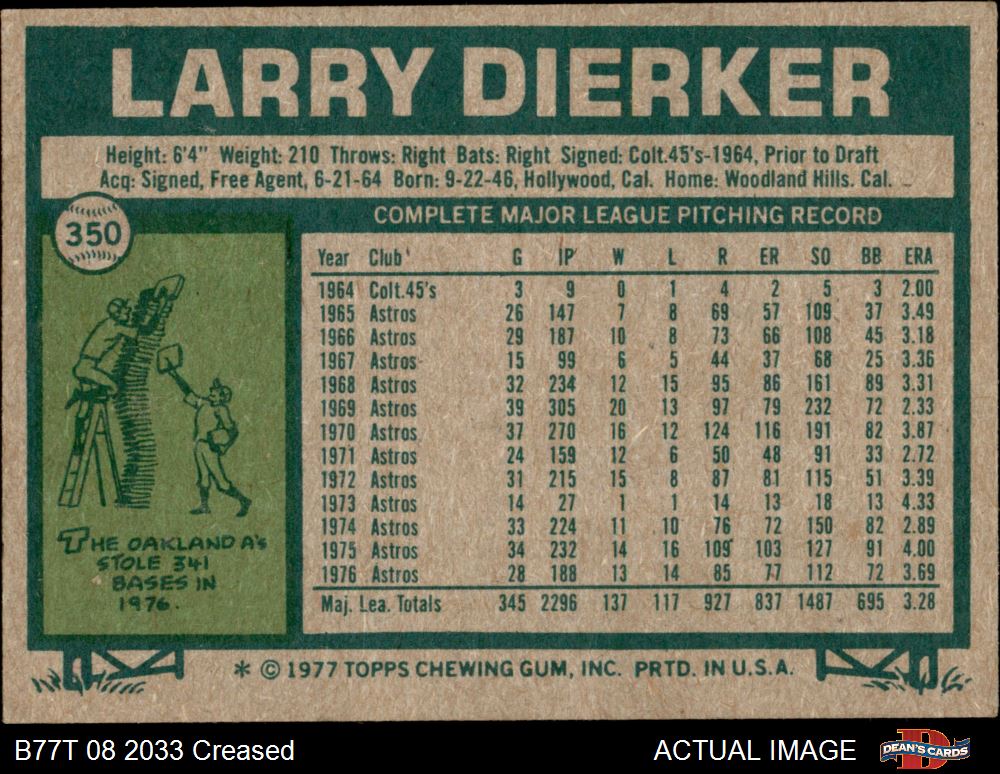 LARRY DIERKER
Height: 6'4" Weight: 210 Throws: Right Bats: Right Signed: Colt.45's-1964, Prior to Draft
Acq: Signed, Free Agent, 6-21-64 Born: 9-22-46, Hollywood, Cal. Home: Woodland Hills. Cal.
350
COMPLETE MAJOR LEAGUE PITCHING RECORD
Year Club G IP W L R ER SO BB ERA
1964 Colt.45's 3 9 0 1 4 2 5 3 2.00
1965 Astros 26 147 7 8 69 57 109 37 3.49
1966 Astros 29 187 10 8 73 66 108 45 3.18
1967 Astros 15 99 6 5 44 37 68 25 3.36
1968 Astros 32 234 12 15 95 86 161 89 3.31
1969 Astros 39 305 20 13 97 79 232 72 2.33
1970 Astros 37 270 16 12 124 116 191 82 3.87
1971 Astros 24 159 12 6 50 48 91 33 2.72
1972 Astros 31 215 15 8 87 81 115 51 3.39
1973 Astros 14 27 1 1 14 13 18 13 4.33
1974 Astros 33 224 11 10 76 72 150 82 2.89
1975 Astros 34 232 14 16 109 103 127 91 4.00
1976 Astros 28 188 13 14 85 77 112 72 3.69
Maj. Lea. Totals 345 2296 137 117 927 837 1487 695 3.28
THE OAKLAND A's
STOLE 341
BASES IN
1976.
* © 1977 TOPPS CHEWING GUM, INC. PRTD. IN U.S.A.
B77T 08 2033 Creased
ACTUAL IMAGE
DEAN'S CARDS